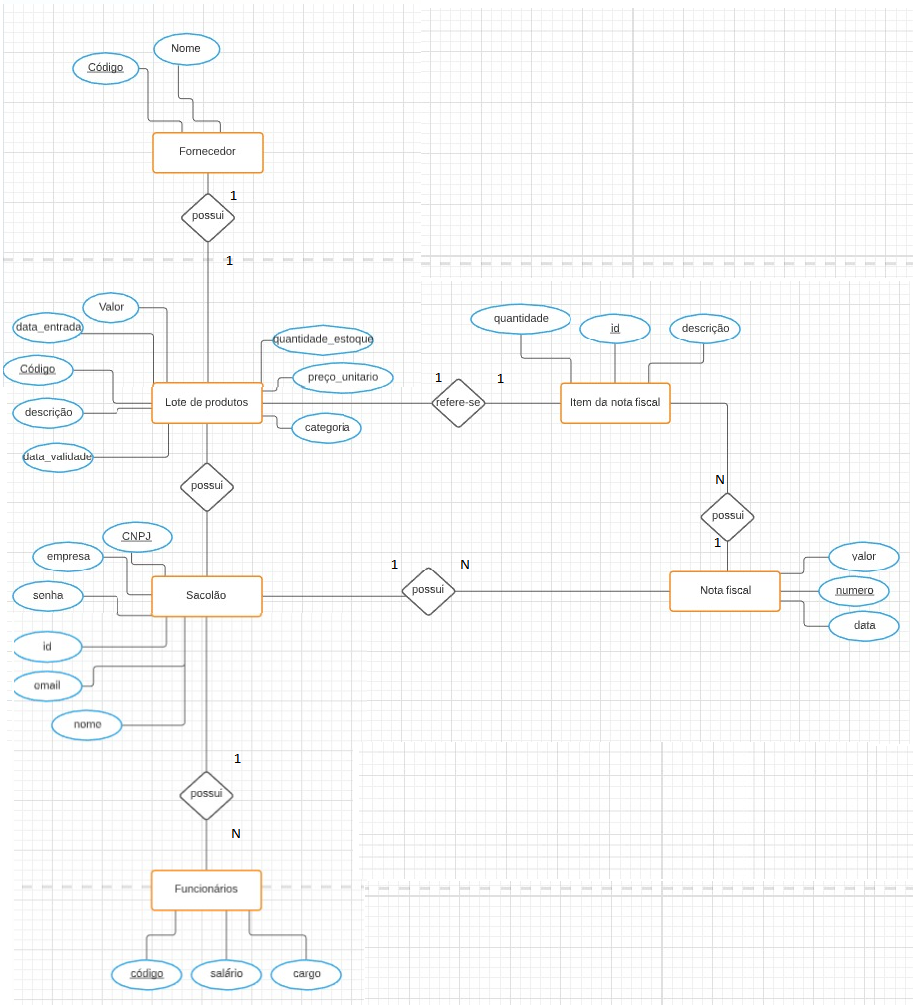 Nome
Código
Fornecedor
1
possui
1
Valor
data_entrada
Código
descrição
data_validade
quantidade_estoque
preço_unitario
categoria
Lote de produtos
1
refere-se
1
quantidade
id
descrição
Item da nota fiscal
N
possui
1
possui
CNPJ
empresa
senha
id
email
nome
Sacolão
1
possui
N
Nota fiscal
valor
numero
data
1
possui
N
Funcionários
código
salário
cargo